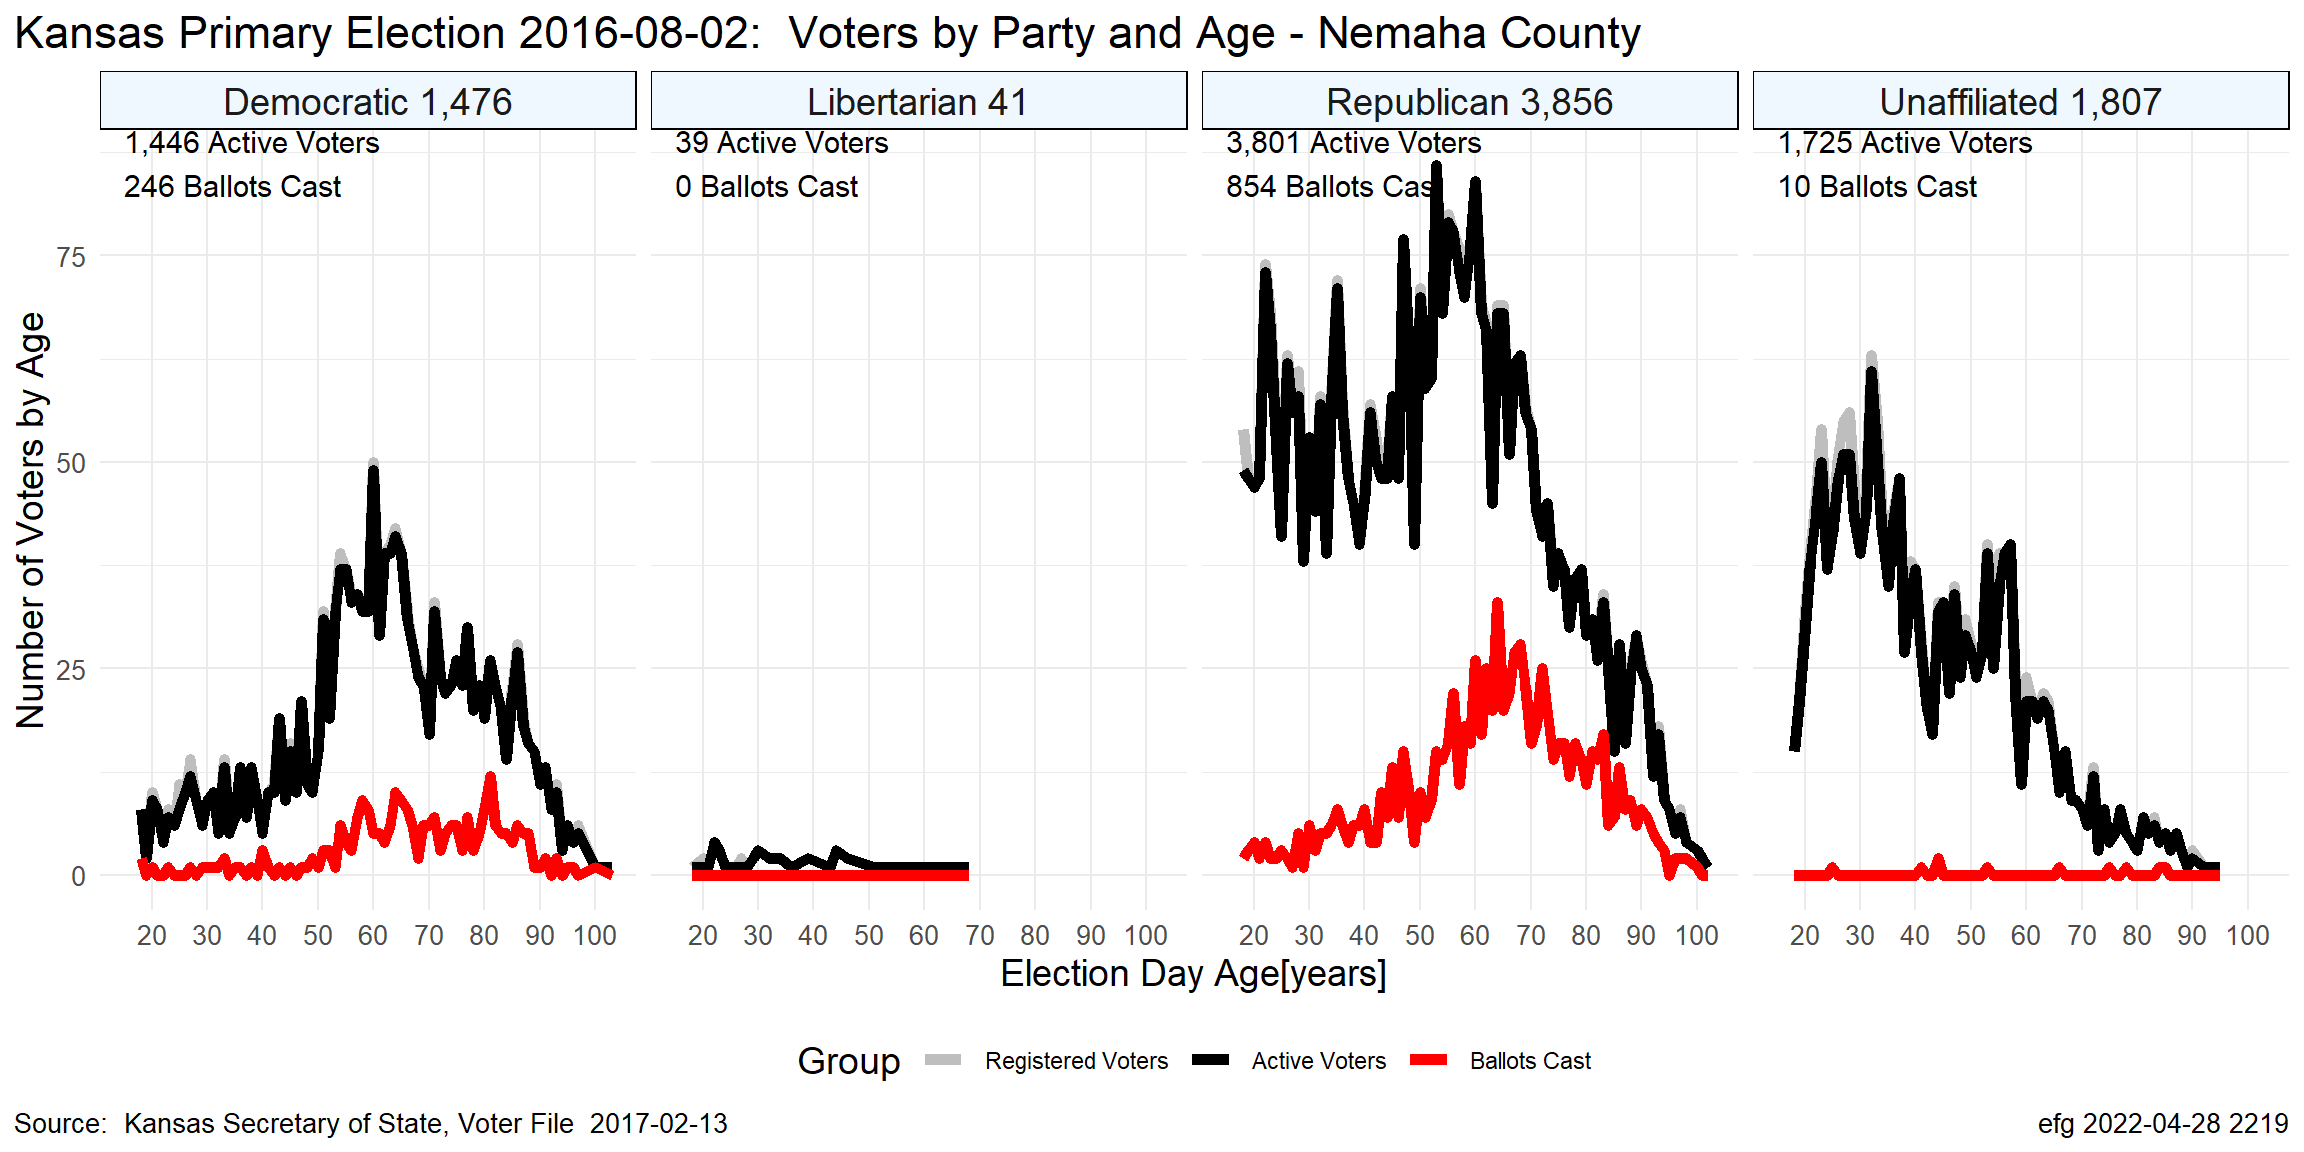 Kansas Primary Election 2016-08-02:  Voters by Party and Age - Nemaha County
Democratic 1,476
Libertarian 41
Republican 3,856
Unaffiliated 1,807
1,446 Active Voters
246 Ballots Cast
39 Active Voters
0 Ballots Cast
3,801 Active Voters
854 Ballots Cast
1,725 Active Voters
10 Ballots Cast
Number of Voters by Age
75
50
25
0
20 30 40 50 60 70 80 90 100
20 30 40 50 60 70 80 90 100
20 30 40 50 60 70 80 90 100
20 30 40 50 60 70 80 90 100
Election Day Age[years]
Group Registered Voters Active Voters Ballots Cast
Source:  Kansas Secretary of State, Voter File  2017-02-13
efg 2022-04-28 2219